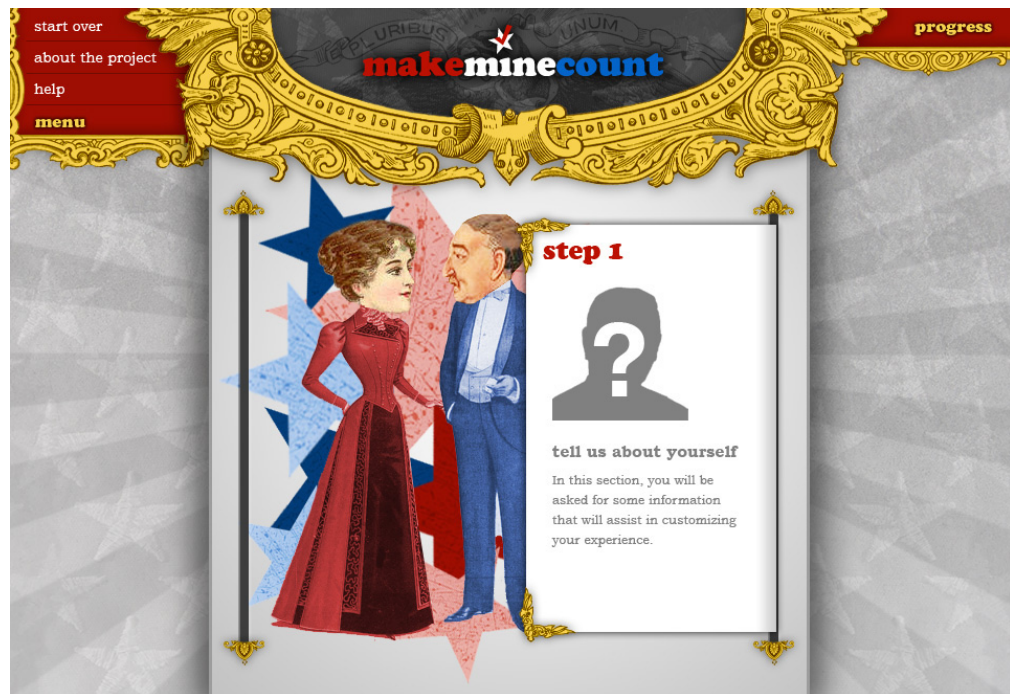 start over
about the project
help
menu
E PLURIBUS UNUM
makeminecount
progress
step 1
?
tell us about yourself
In this section, you will be
asked for some information
that will assist in customizing
your experience.